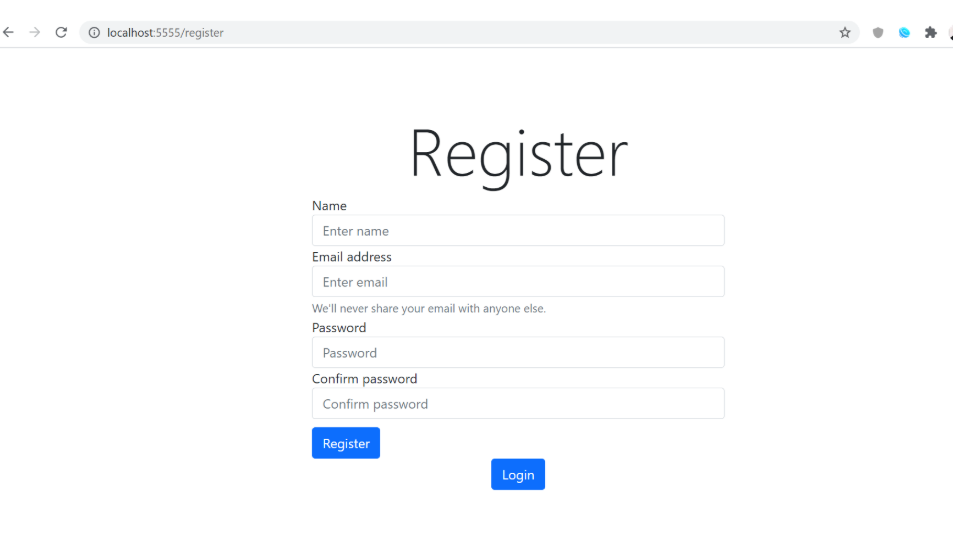 localhost:5555/register
Register
Name
Enter name
Email address
Enter email
We'll never share your email with anyone else.
Password
Password
Confirm password
Confirm password
Register
Login